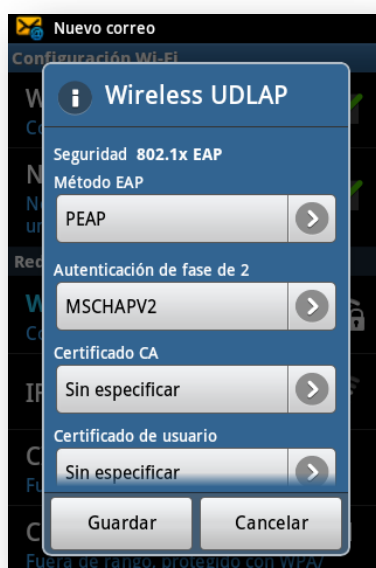 Nuevo correo
Configuración Wi-Fi
Wireless UDLAP
Seguridad 802.1x EAP
Método EAP
PEAP
Autenticación de fase de 2
MSCHAPV2
Certificado CA
Sin especificar
Certificado de usuario
Sin especificar
Guardar Cancelar
Fuera de rango, protegido con WPA/